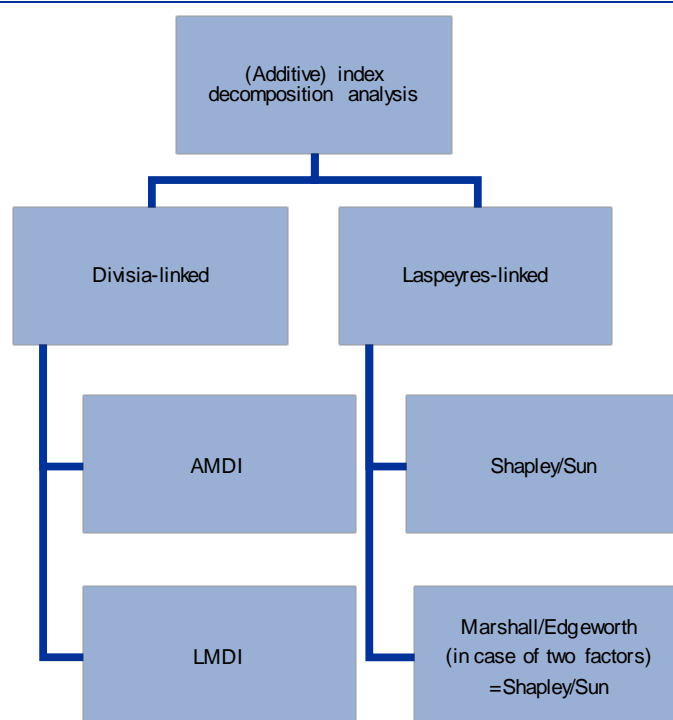 (Additive) index
decomposition analysis
Divisia-linked
Laspeyres-linked
AMDI
Shapley/Sun
LMDI
Marshall/Edgeworth
(in case of two factors)
=Shapley/Sun